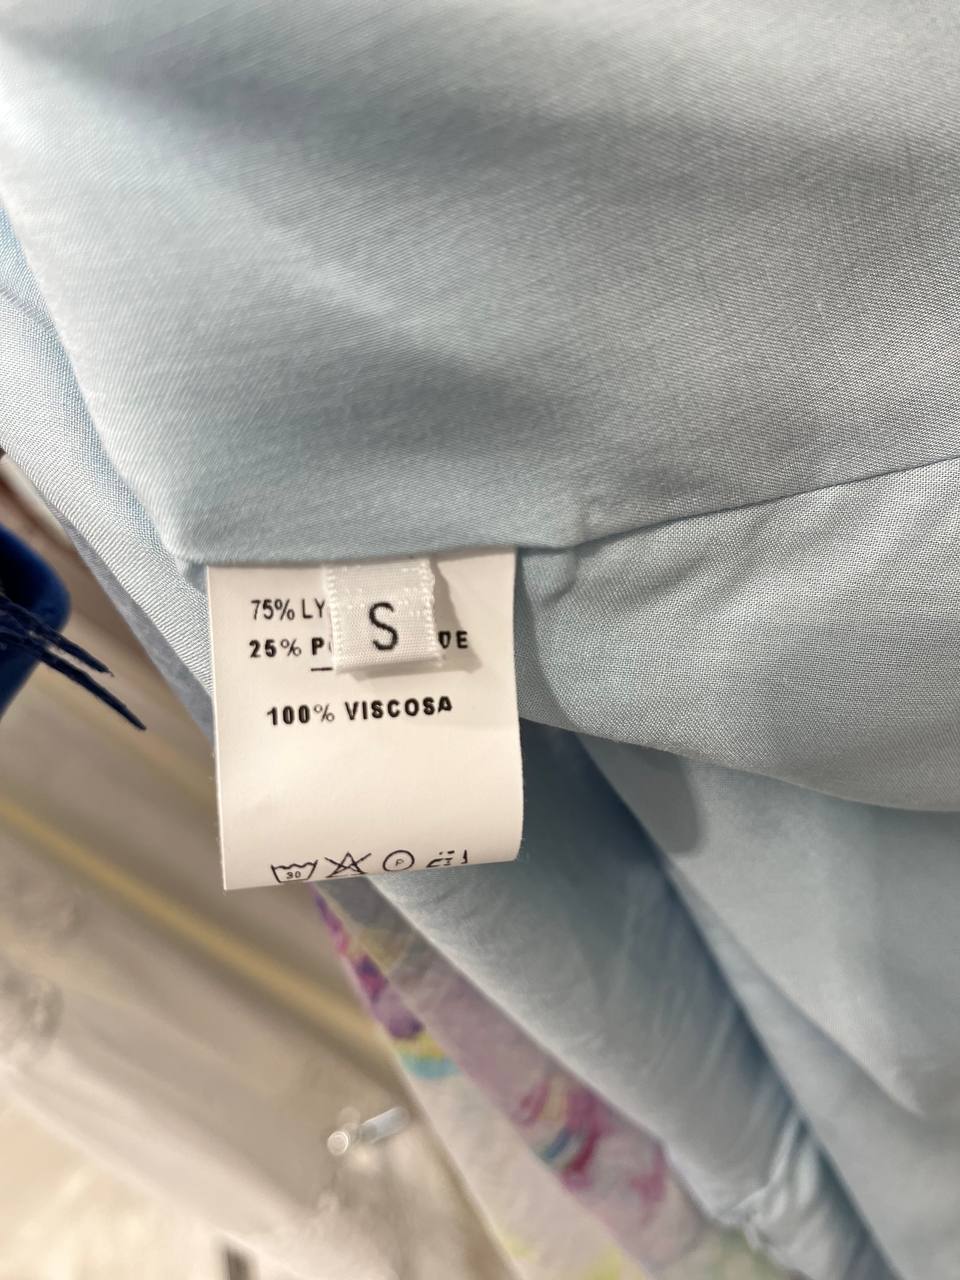 S
75% LY
25% P DE
100% VISCOSA
30
P